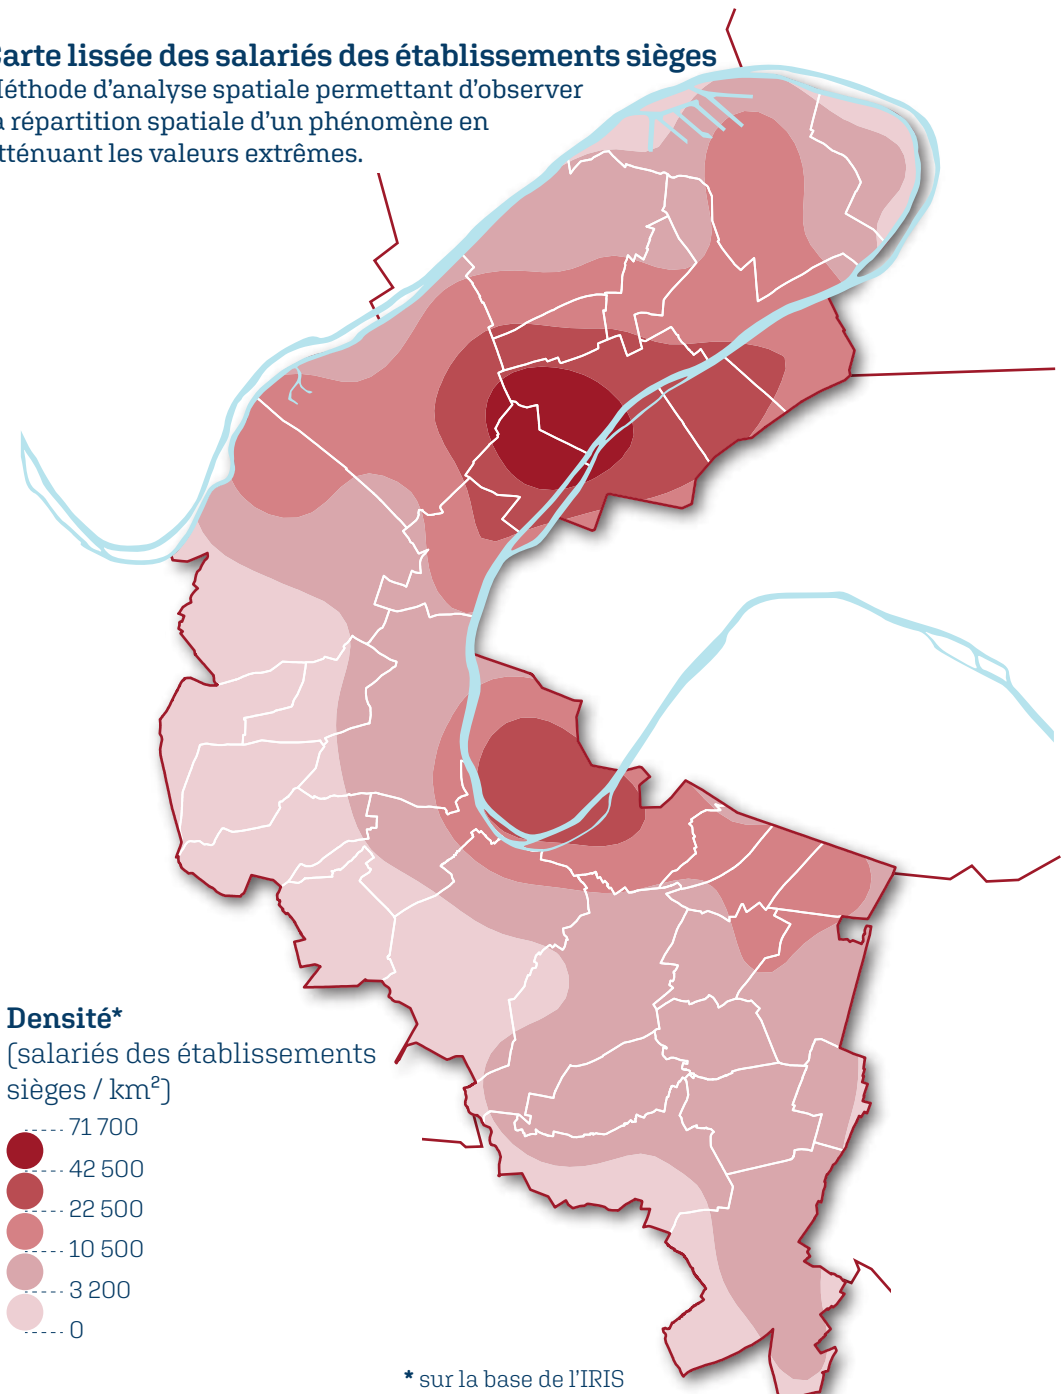 arte lissée des salariés des établissements sièges
éthode d'analyse spatiale permettant d'observer
a répartition spatiale d'un phénomène en
tténuant les valeurs extrêmes.
Densité*
(salariés des établissements
sièges / km²)
71 700
42 500
22 500
10 500
3 200
0
* sur la base de l'IRIS